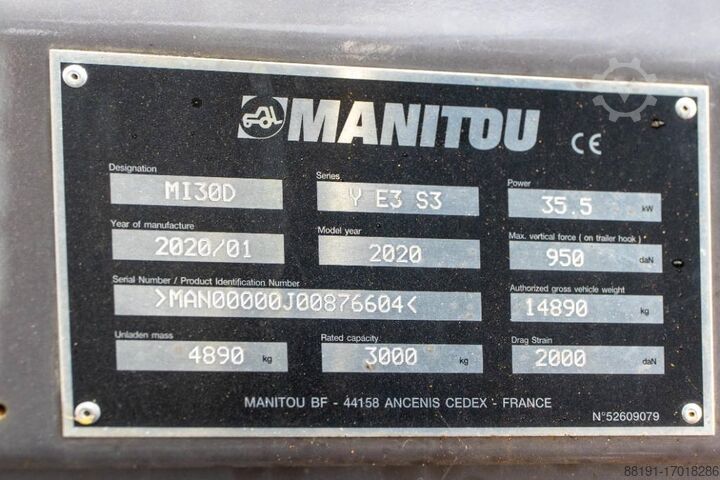 MANITOU CE
Designation Series Power
MI30D Y E3 S3 35.5 kW
Year of manufacture Model year Max. vertical force ( on trailer hook )
2020/01 2020 950 daN
Serial Number / Product Identification Number Authorized gross vehicle weight
>MAN00000J00876604< 14890 kg
Unladen mass Rated capacity Drag Strain
4890 kg 3000 kg 2000 daN
MANITOU BF - 44158 ANCENIS CEDEX - FRANCE
N°52609079
88191-17018286